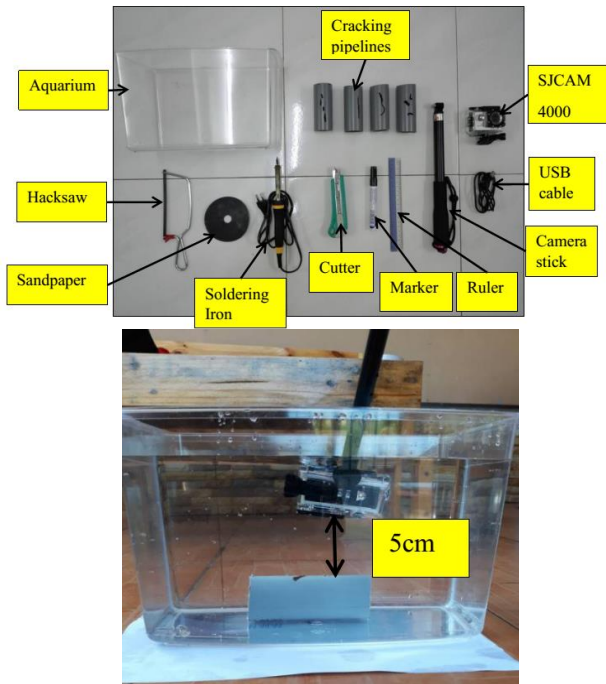 Cracking
pipelines
Aquarium
SJCAM
4000
Hacksaw
USB
cable
Sandpaper
Soldering
Iron
Cutter
Marker
Ruler
Camera
stick
5cm